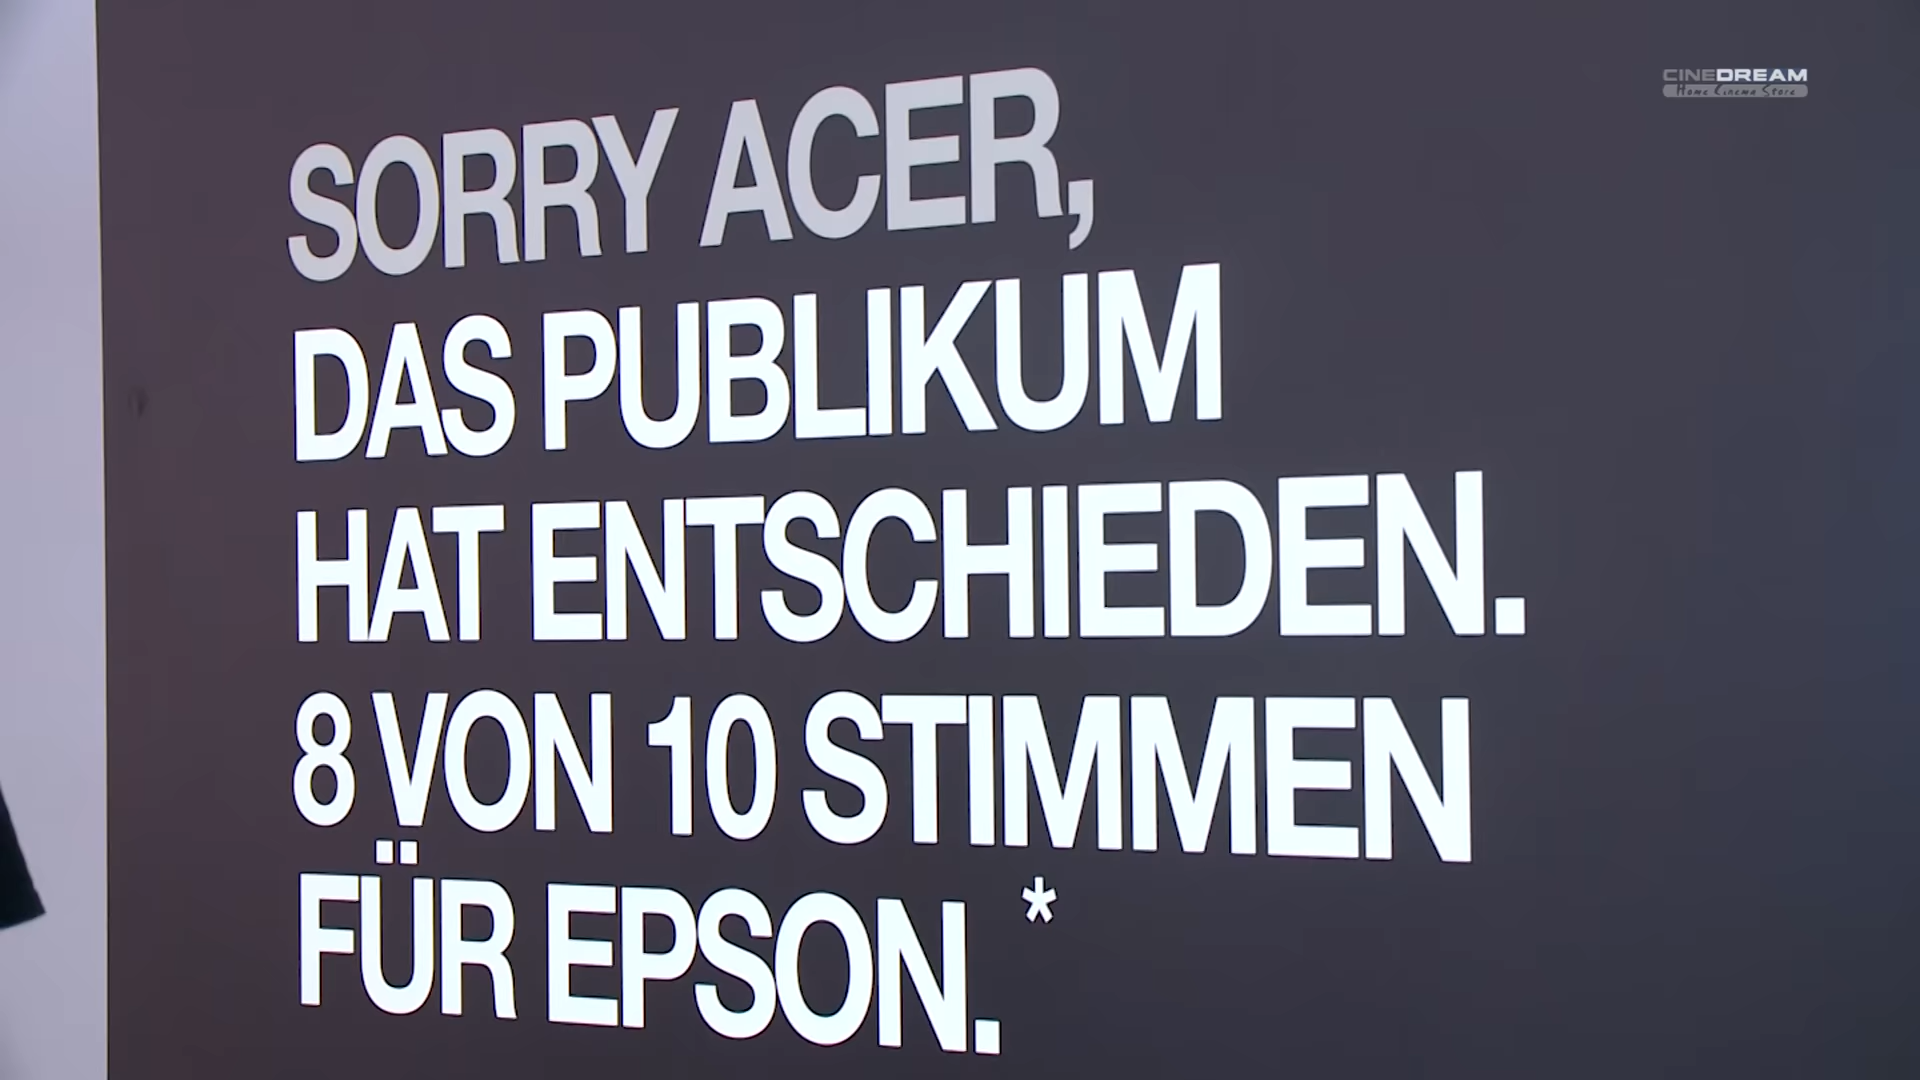 CINEDREAM
Home Cinema Store
SORRY ACER,
DAS PUBLIKUM
HAT ENTSCHIEDEN.
8 VON 10 STIMMEN
FÜR EPSON.*